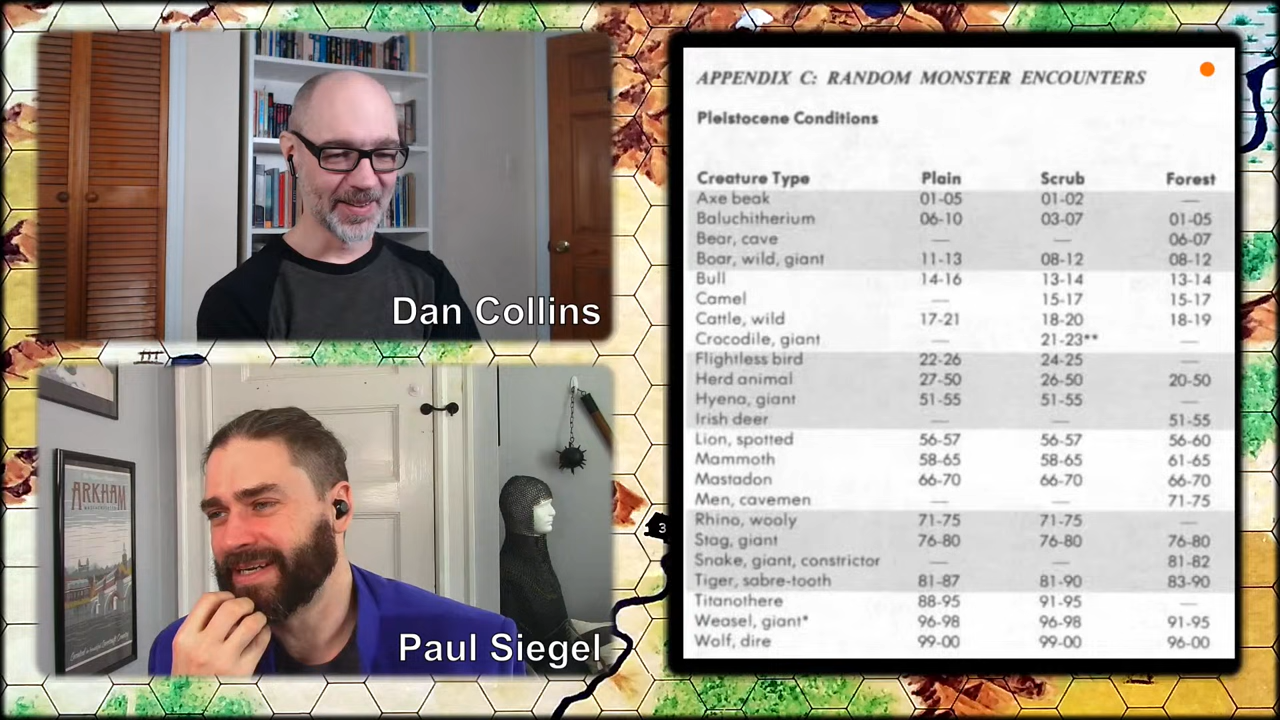 Dan Collins
ARKHAM
Paul Siegel
3
APPENDIX C: RANDOM MONSTER ENCOUNTERS
Pleistocene Conditions
Creature Type Plain Scrub Forest
Axe beak 01-05 01-02 —
Baluchitherium 06-10 03-07 01-05
Bear, cave — — 06-07
Boar, wild, giant 11-13 08-12 08-12
Bull 14-16 13-14 13-14
Camel — 15-17 15-17
Cattle, wild 17-21 18-20 18-19
Crocodile, giant — 21-23** —
Flightless bird 22-26 24-25 —
Herd animal 27-50 26-50 20-50
Hyena, giant 51-55 51-55 —
Irish deer — — 51-55
Lion, spotted 56-57 56-57 56-60
Mammoth 58-65 58-65 61-65
Mastadon 66-70 66-70 66-70
Men, cavemen — — 71-75
Rhino, wooly 71-75 71-75 —
Stag, giant 76-80 76-80 76-80
Snake, giant, constrictor — — 81-82
Tiger, sabre-tooth 81-87 81-90 83-90
Titanothere 88-95 91-95 —
Weasel, giant* 96-98 96-98 91-95
Wolf, dire 99-00 99-00 96-00